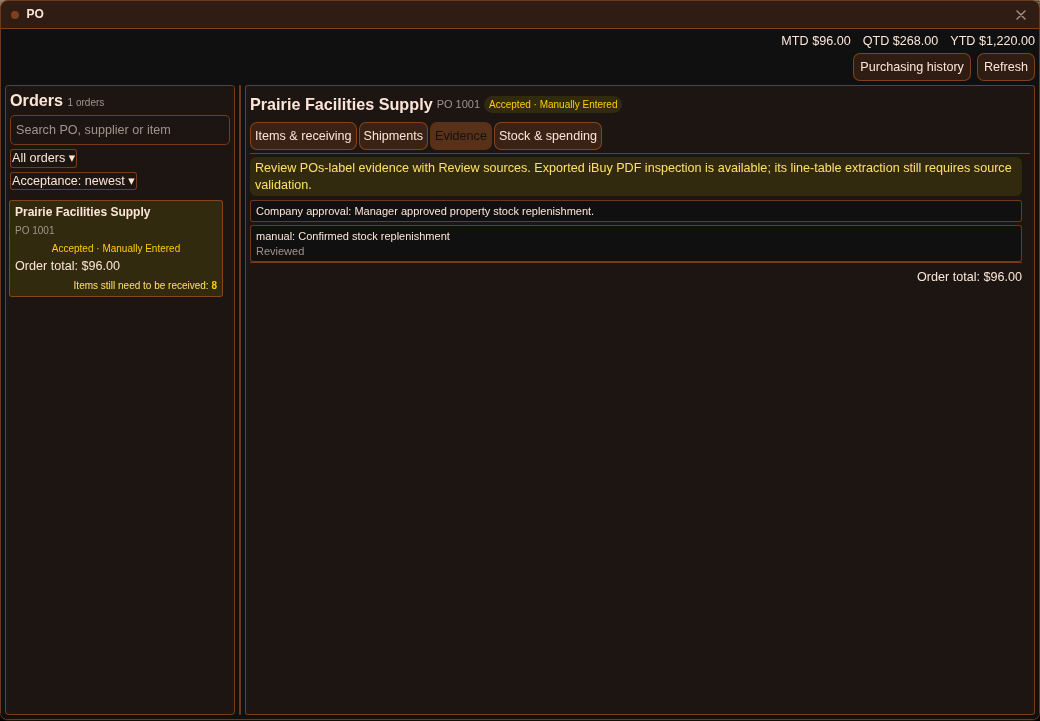 PO
MTD $96.00 QTD $268.00 YTD $1,220.00
Purchasing history Refresh
Orders 1 orders
Search PO, supplier or item
All orders ▾
Acceptance: newest ▾
Prairie Facilities Supply
PO 1001
Accepted · Manually Entered
Order total: $96.00
Items still need to be received: 8
Prairie Facilities Supply PO 1001 Accepted · Manually Entered
Items & receiving Shipments Evidence Stock & spending
Review POs-label evidence with Review sources. Exported iBuy PDF inspection is available; its line-table extraction still requires source
validation.
Company approval: Manager approved property stock replenishment.
manual: Confirmed stock replenishment
Reviewed
Order total: $96.00